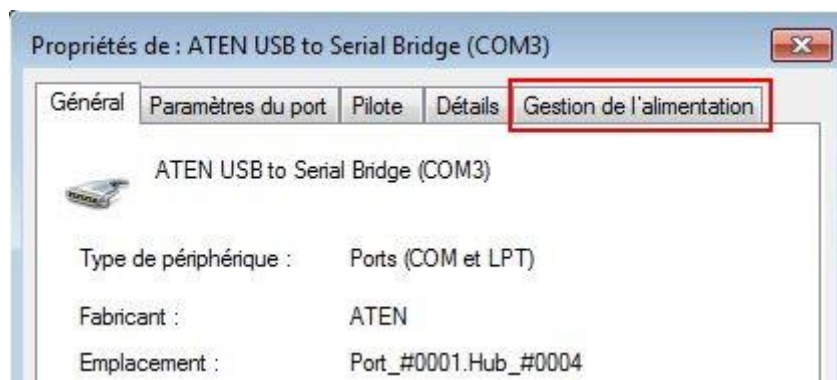 Propriétés de : ATEN USB to Serial Bridge (COM3)
Général Paramètres du port Pilote Détails Gestion de l'alimentation
ATEN USB to Serial Bridge (COM3)
Type de périphérique : Ports (COM et LPT)
Fabricant : ATEN
Emplacement : Port_#0001.Hub_#0004